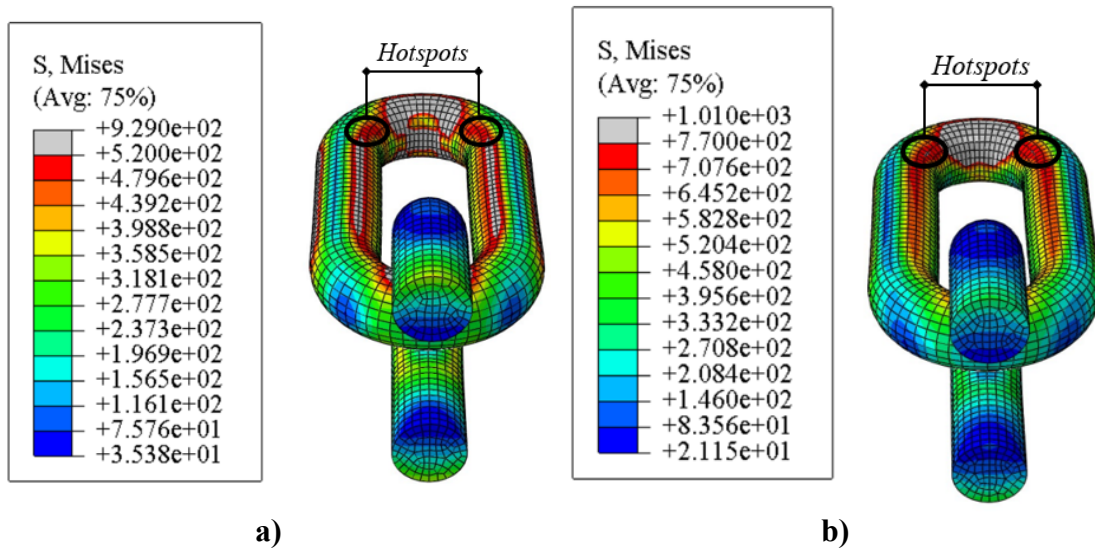 S, Mises
(Avg: 75%)
+9.290e+02
+5.200e+02
+4.796e+02
+4.392e+02
+3.988e+02
+3.585e+02
+3.181e+02
+2.777e+02
+2.373e+02
+1.969e+02
+1.565e+02
+1.161e+02
+7.576e+01
+3.538e+01
Hotspots
a)
S, Mises
(Avg: 75%)
+1.010e+03
+7.700e+02
+7.076e+02
+6.452e+02
+5.828e+02
+5.204e+02
+4.580e+02
+3.956e+02
+3.332e+02
+2.708e+02
+2.084e+02
+1.460e+02
+8.356e+01
+2.115e+01
Hotspots
b)